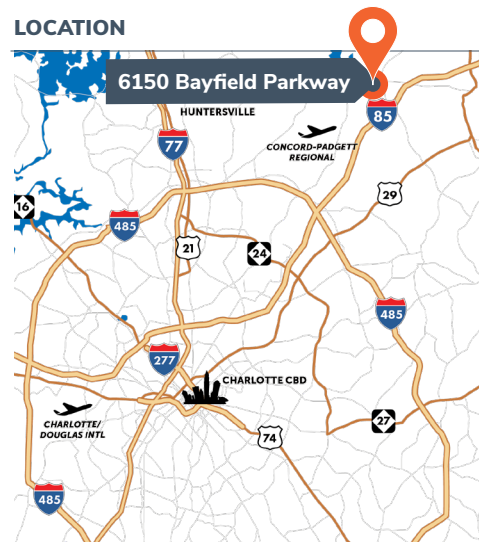 LOCATION
6150 Bayfield Parkway
HUNTERSVILLE
85
77
CONCORD-PADGETT
REGIONAL
29
16
485
21
24
485
277
CHARLOTTE CBD
CHARLOTTE/
DOUGLAS INTL
27
74
485